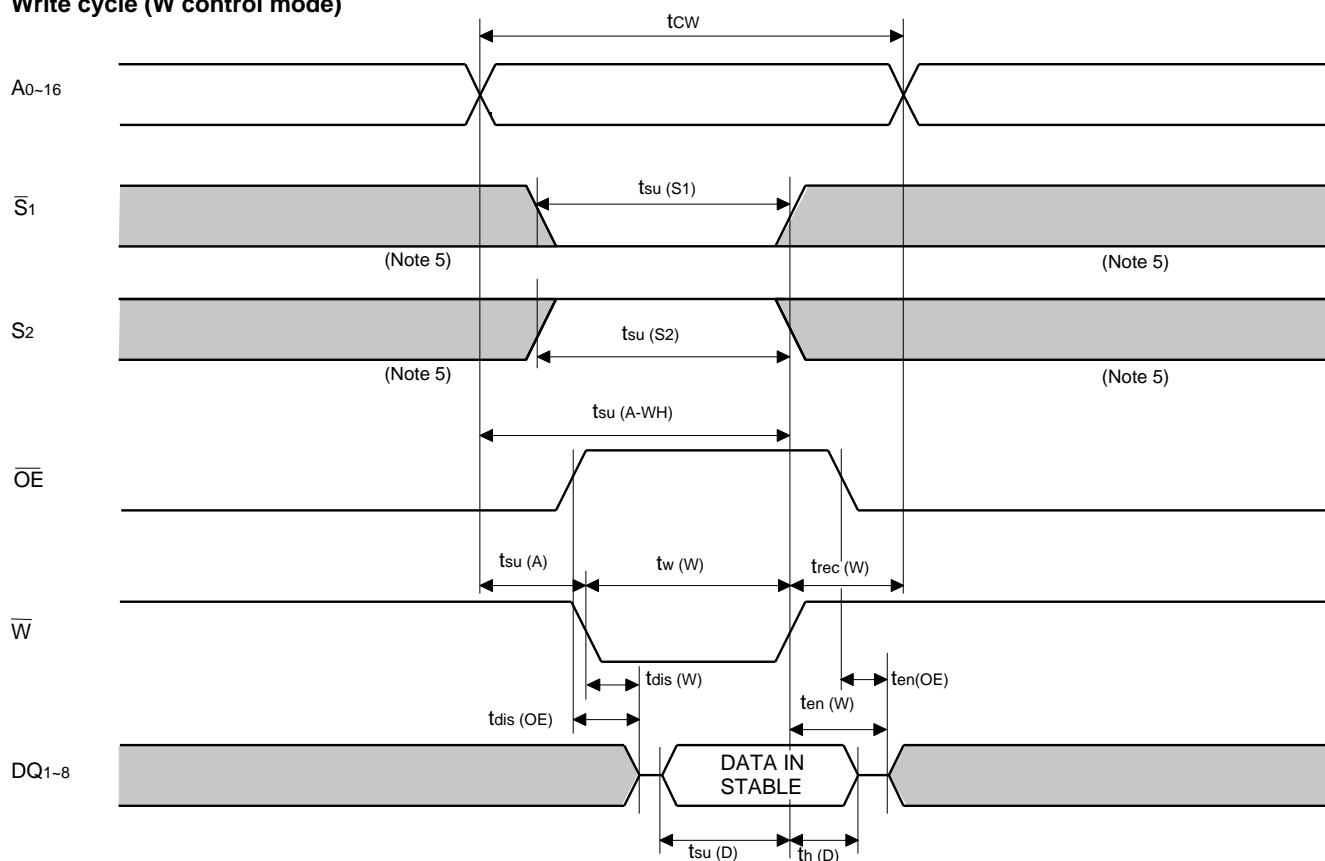 Write cycle (W control mode)
tCW
A0~16
S1
tsu (S1)
(Note 5)
(Note 5)
S2
tsu (S2)
(Note 5)
(Note 5)
tsu (A-WH)
OE
tsu (A)
tw (W)
trec (W)
W
tdis (W)
ten(OE)
tdis (OE)
ten (W)
DQ1~8
DATA IN
STABLE
tsu (D)
th (D)